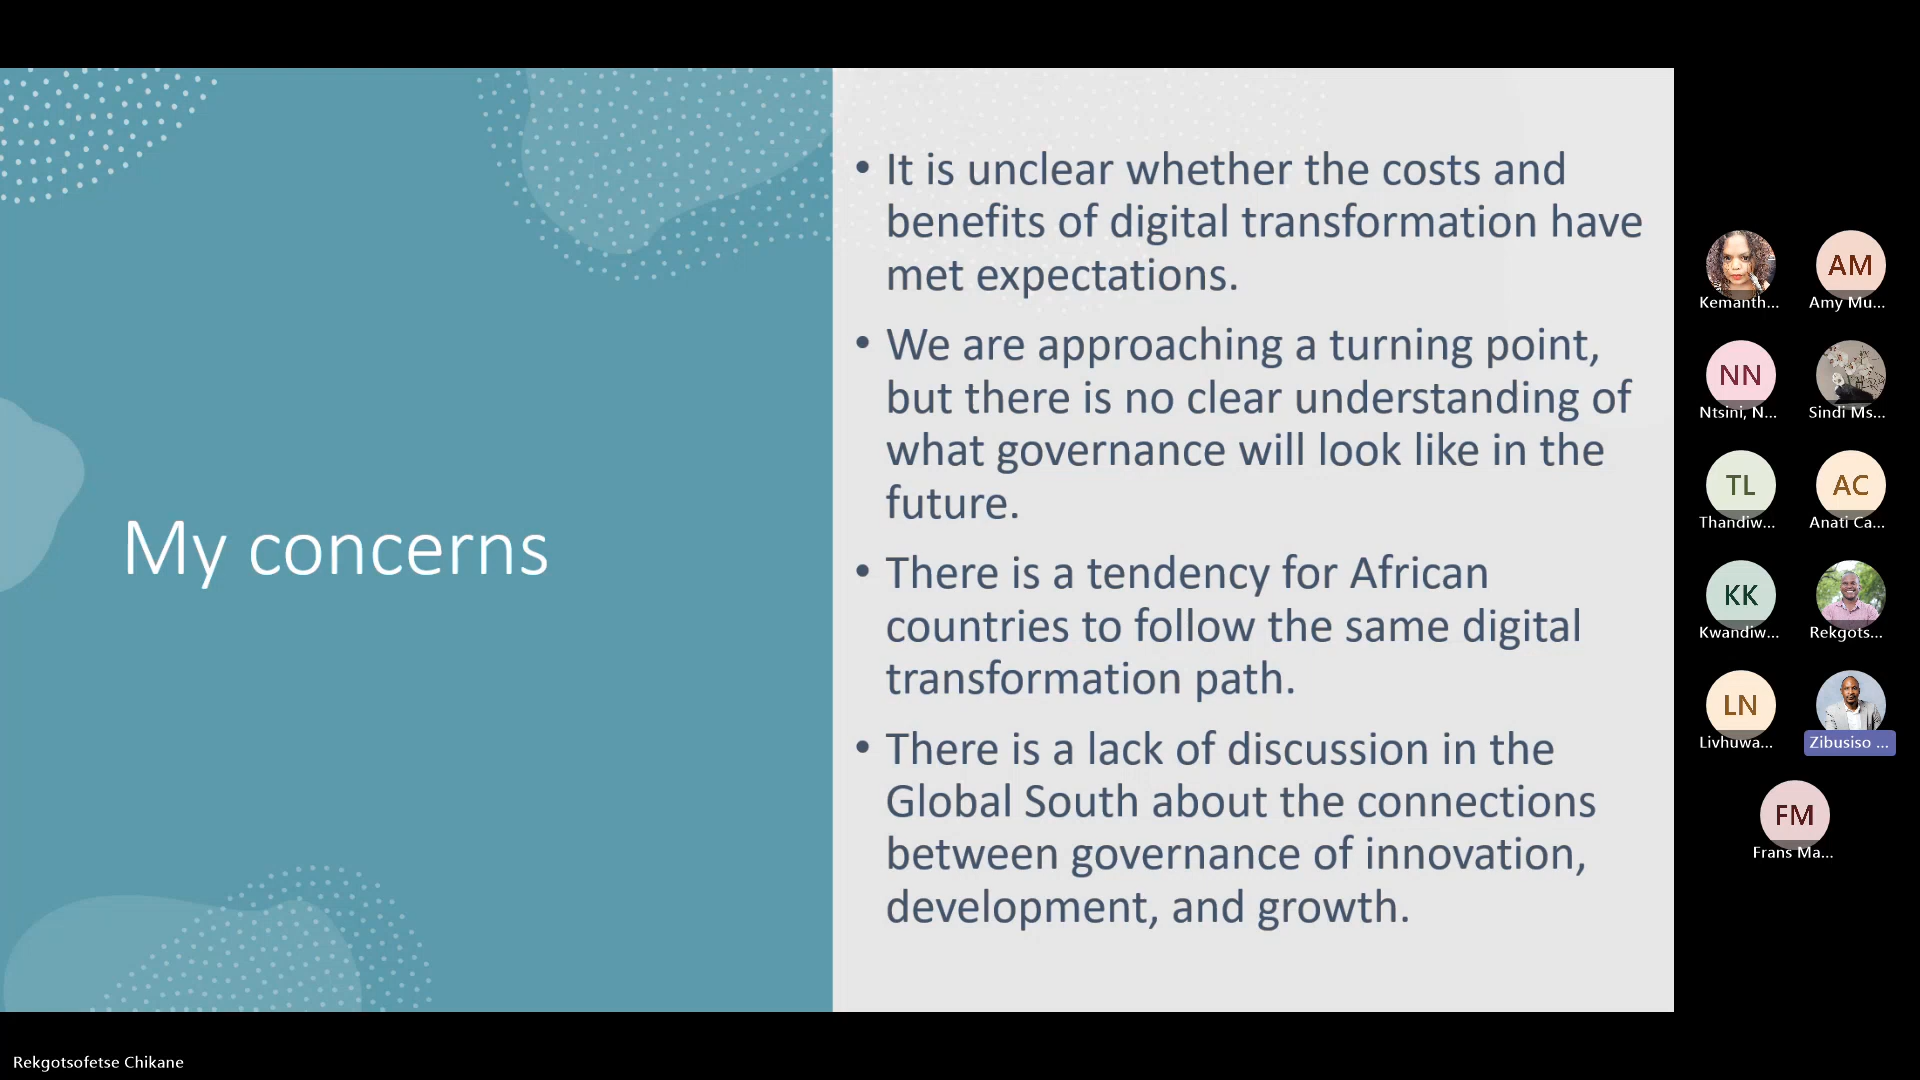 My concerns
• It is unclear whether the costs and
benefits of digital transformation have
met expectations.
• We are approaching a turning point,
but there is no clear understanding of
what governance will look like in the
future.
• There is a tendency for African
countries to follow the same digital
transformation path.
• There is a lack of discussion in the
Global South about the connections
between governance of innovation,
development, and growth.
Kemanth...
AM
Amy Mu...
NN
Ntsini, N...
Sindi Ms...
TL
Thandiw...
AC
Anati Ca...
KK
Kwandiw...
Rekgots...
LN
Livhuwa...
Zibusiso ...
FM
Frans Ma...
Rekgotsofetse Chikane